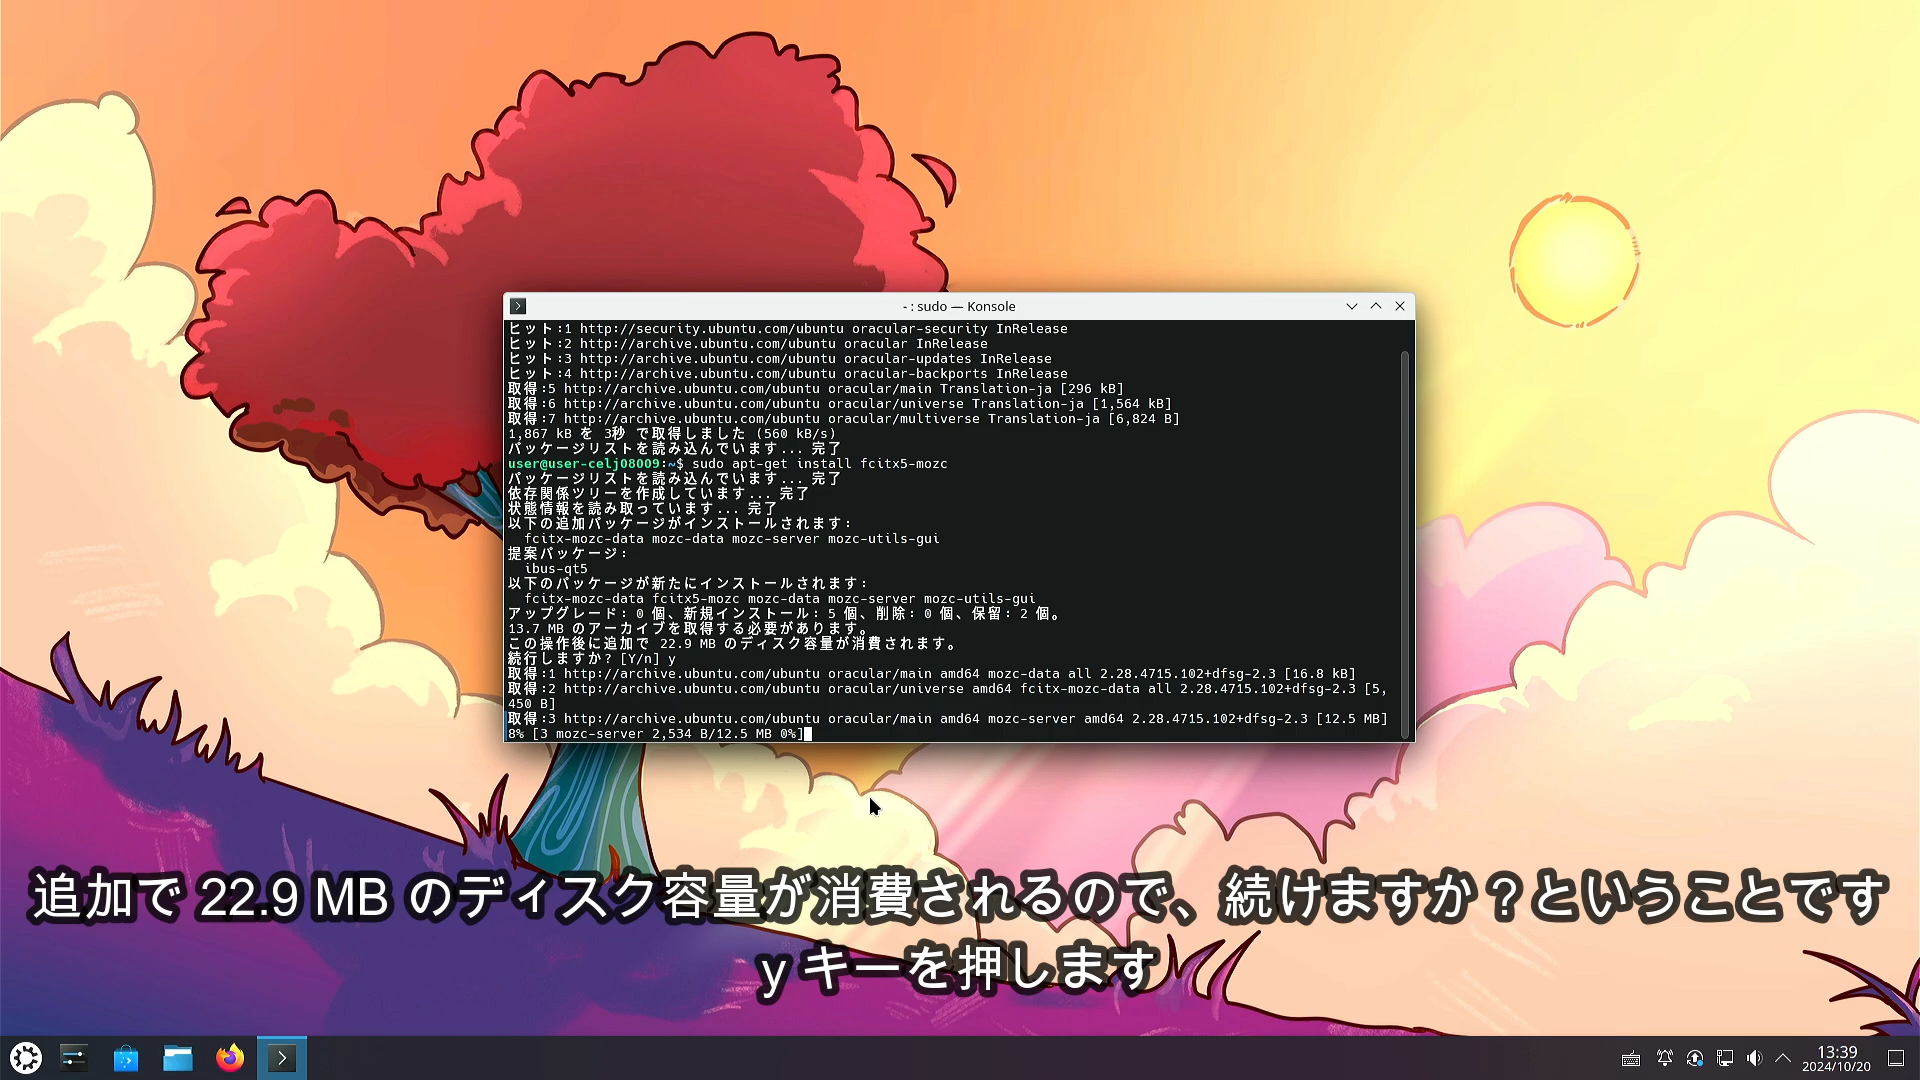 - : sudo — Konsole
ヒット:1 http://security.ubuntu.com/ubuntu oracular-security InRelease
ヒット:2 http://archive.ubuntu.com/ubuntu oracular InRelease
ヒット:3 http://archive.ubuntu.com/ubuntu oracular-updates InRelease
ヒット:4 http://archive.ubuntu.com/ubuntu oracular-backports InRelease
取得:5 http://archive.ubuntu.com/ubuntu oracular/main Translation-ja [296 kB]
取得:6 http://archive.ubuntu.com/ubuntu oracular/universe Translation-ja [1,564 kB]
取得:7 http://archive.ubuntu.com/ubuntu oracular/multiverse Translation-ja [6,824 B]
1,867 kB を 3秒 で取得しました (560 kB/s)
パッケージリストを読み込んでいます... 完了
user@user-celj08009:~$ sudo apt-get install fcitx5-mozc
パッケージリストを読み込んでいます... 完了
依存関係ツリーを作成しています... 完了
状態情報を読み取っています... 完了
以下の追加パッケージがインストールされます:
fcitx-mozc-data mozc-data mozc-server mozc-utils-gui
提案パッケージ:
ibus-qt5
以下のパッケージが新たにインストールされます:
fcitx-mozc-data fcitx5-mozc mozc-data mozc-server mozc-utils-gui
アップグレード: 0 個、新規インストール: 5 個、削除: 0 個、保留: 2 個。
13.7 MB のアーカイブを取得する必要があります。
この操作後に追加で 22.9 MB のディスク容量が消費されます。
続行しますか? [Y/n] y
取得:1 http://archive.ubuntu.com/ubuntu oracular/main amd64 mozc-data all 2.28.4715.102+dfsg-2.3 [16.8 kB]
取得:2 http://archive.ubuntu.com/ubuntu oracular/universe amd64 fcitx-mozc-data all 2.28.4715.102+dfsg-2.3 [5,
450 B]
取得:3 http://archive.ubuntu.com/ubuntu oracular/main amd64 mozc-server amd64 2.28.4715.102+dfsg-2.3 [12.5 MB]
8% [3 mozc-server 2,534 B/12.5 MB 0%]
追加で 22.9 MB のディスク容量が消費されるので、続けますか？ということです
y キーを押します
13:39
2024/10/20